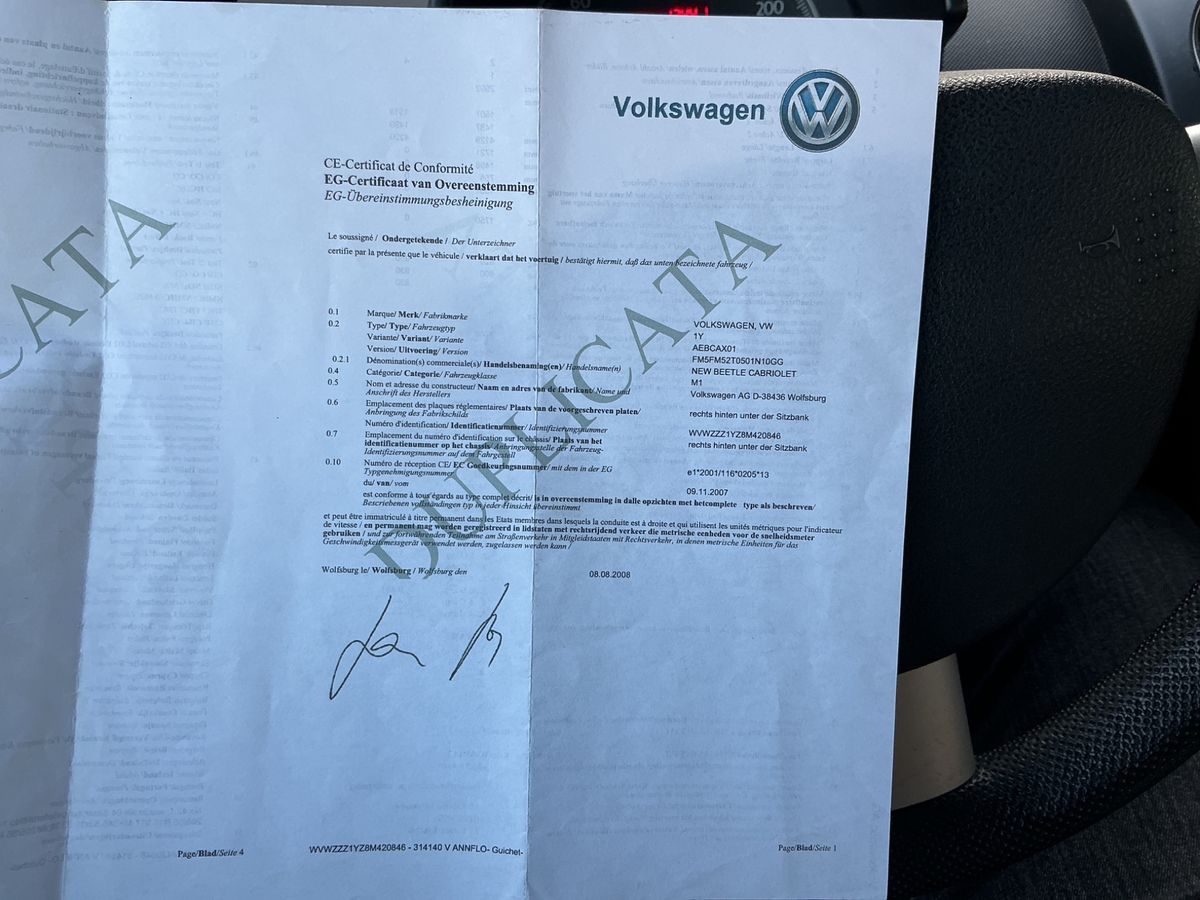 200
Volkswagen
CE-Certificat de Conformité
EG-Certificaat van Overeenstemming
EG-Übereinstimmungsbesheinigung
Le soussigné / Ondergetekende / Der Unterzeichner
certifie par la présente que le véhicule / verklaart dat het voertuig / bestätigt hiermit, daß das unten bezeichnete fahrzeug /
DUPLICATA
CATA
0.1 Marque/ Merk/ Fabrikmarke VOLKSWAGEN, VW
0.2 Type/ Type/ Fahrzeugtyp 1Y
Variante/ Variant/ Variante AEBCAX01
Version/ Uitvoering/ Version FM5FM52T0501N10GG
0.2.1 Dénomination(s) commerciale(s)/ Handelsbenaming(en)/ Handelsname(n) NEW BEETLE CABRIOLET
0.4 Catégorie/ Categorie/ Fahrzeugklasse M1
0.5 Nom et adresse du constructeur/ Naam en adres van de fabrikant/ Name und Volkswagen AG D-38436 Wolfsburg
Anschrift des Herstellers
0.6 Emplacement des plaques réglementaires/ Plaats van de voorgeschreven platen/ rechts hinten unter der Sitzbank
Anbringung des Fabrikschilds
Numéro d'identification/ Identificatienummer/ Identifizierungsnummer WVWZZZ1YZ8M420846
0.7 Emplacement du numéro d'identification sur le châssis/ Plaats van het rechts hinten unter der Sitzbank
identificatienummer op het chassis/ Anbringungsstelle der Fahrzeug-
Identifizierungsnummer auf der Fahrgestell
0.10 Numéro de réception CE/ EC Goedkeuringsnummer/ mit dem in der EG e1*2001/116*0205*13
Typgenehmigungsnummer
du/ van/ vom 09.11.2007
est conforme à tour égards au type complet décrit/ is in overeenstemming in dalle opzichten met hetcomplete type als beschreven/
Bescriebenen vollständingen typ in jeder Hinsicht übereinstimmt
et peut être immatriculé à titre permanent dans les Etats membres dans lesquels la conduite est à droite et qui utilisent les unités métriques pour l'indicateur
de vitesse / en permanent mag worden geregistreerd in lidstaten met rechtsrijdend verkeer die metrische eenheden voor de snelheidsmeter
gebruiken / und zur fortwährenden Teilnahme am Straßenverkehr in Mitgliedstaaten mit Rechtsverkehr, in denen metrische Einheiten für das
Geschwindigkeitsmessgerät verwendet werden, zugelassen werden kann /
Wolfsburg le/ Wolfsburg / Wolfsburg den 08.08.2008
Page/Blad/Seite 4
WVWZZZ1YZ8M420846 - 314140 V ANNFLO- Guichet-
Page/Blad/Seite 1